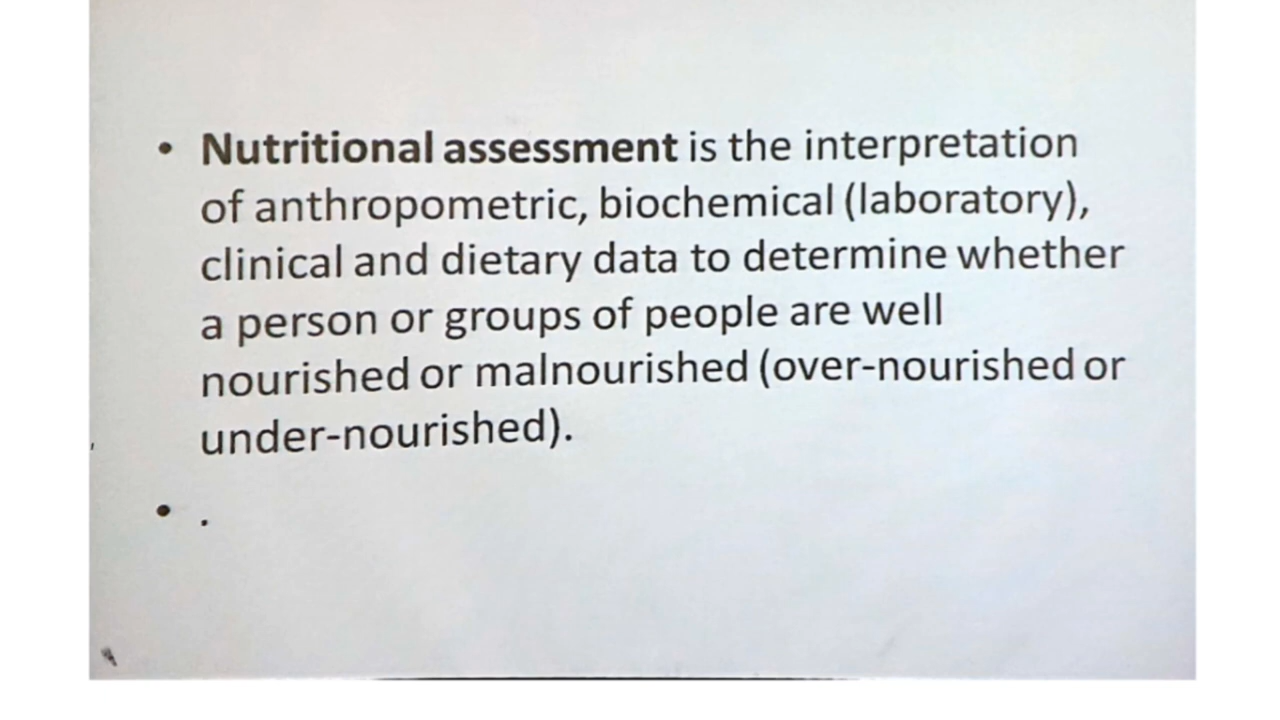 • Nutritional assessment is the interpretation
of anthropometric, biochemical (laboratory),
clinical and dietary data to determine whether
a person or groups of people are well
nourished or malnourished (over-nourished or
under-nourished).
• .